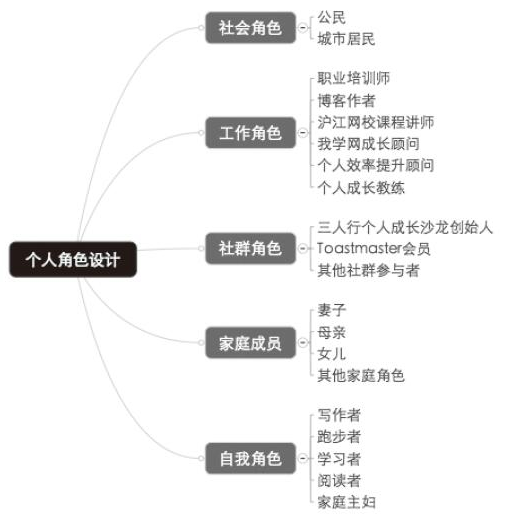 个人角色设计
社会角色
公民
城市居民
工作角色
职业培训师
博客作者
沪江网校课程讲师
我学网成长顾问
个人效率提升顾问
个人成长教练
社群角色
三人行个人成长沙龙创始人
Toastmaster会员
其他社群参与者
家庭成员
妻子
母亲
女儿
其他家庭角色
自我角色
写作者
跑步者
学习者
阅读者
家庭主妇